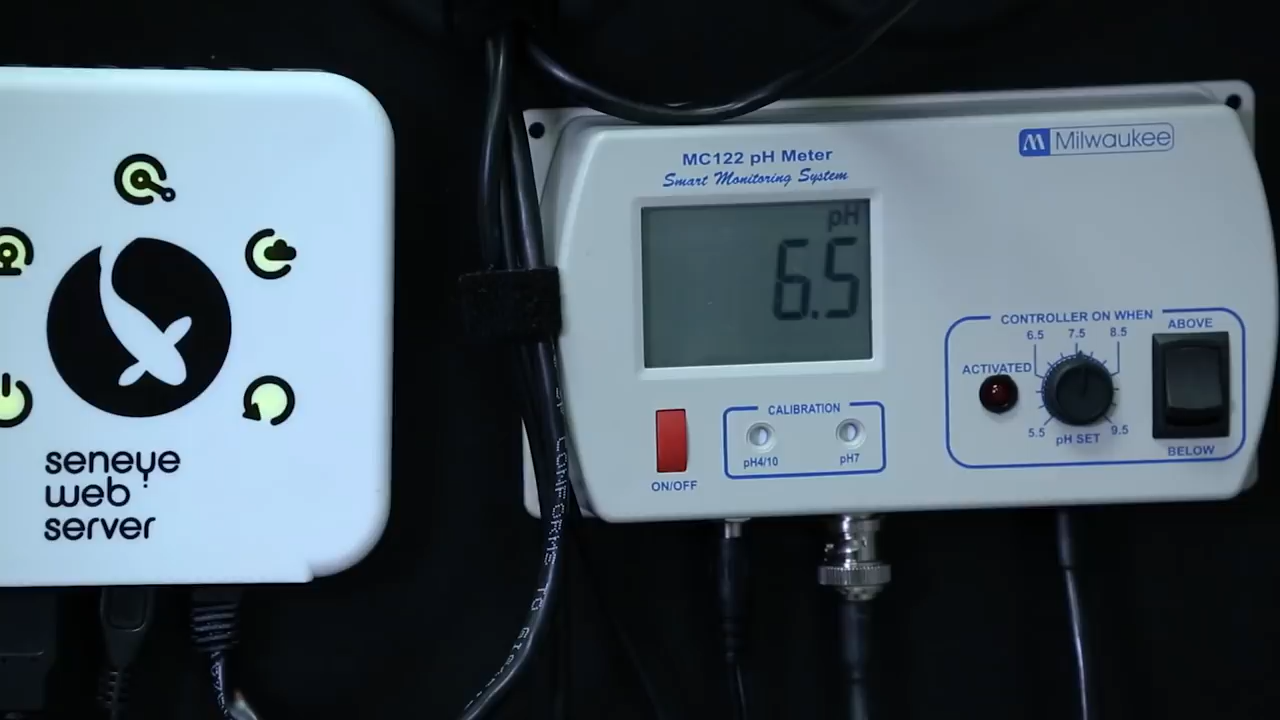 seneye
web
server
MC122 pH Meter
Smart Monitoring System
Milwaukee
pH
6.5
ON/OFF
CALIBRATION
pH4/10
pH7
CONTROLLER ON WHEN
6.5
7.5
8.5
ACTIVATED
5.5
pH SET
9.5
ABOVE
BELOW
CONFORMS TO